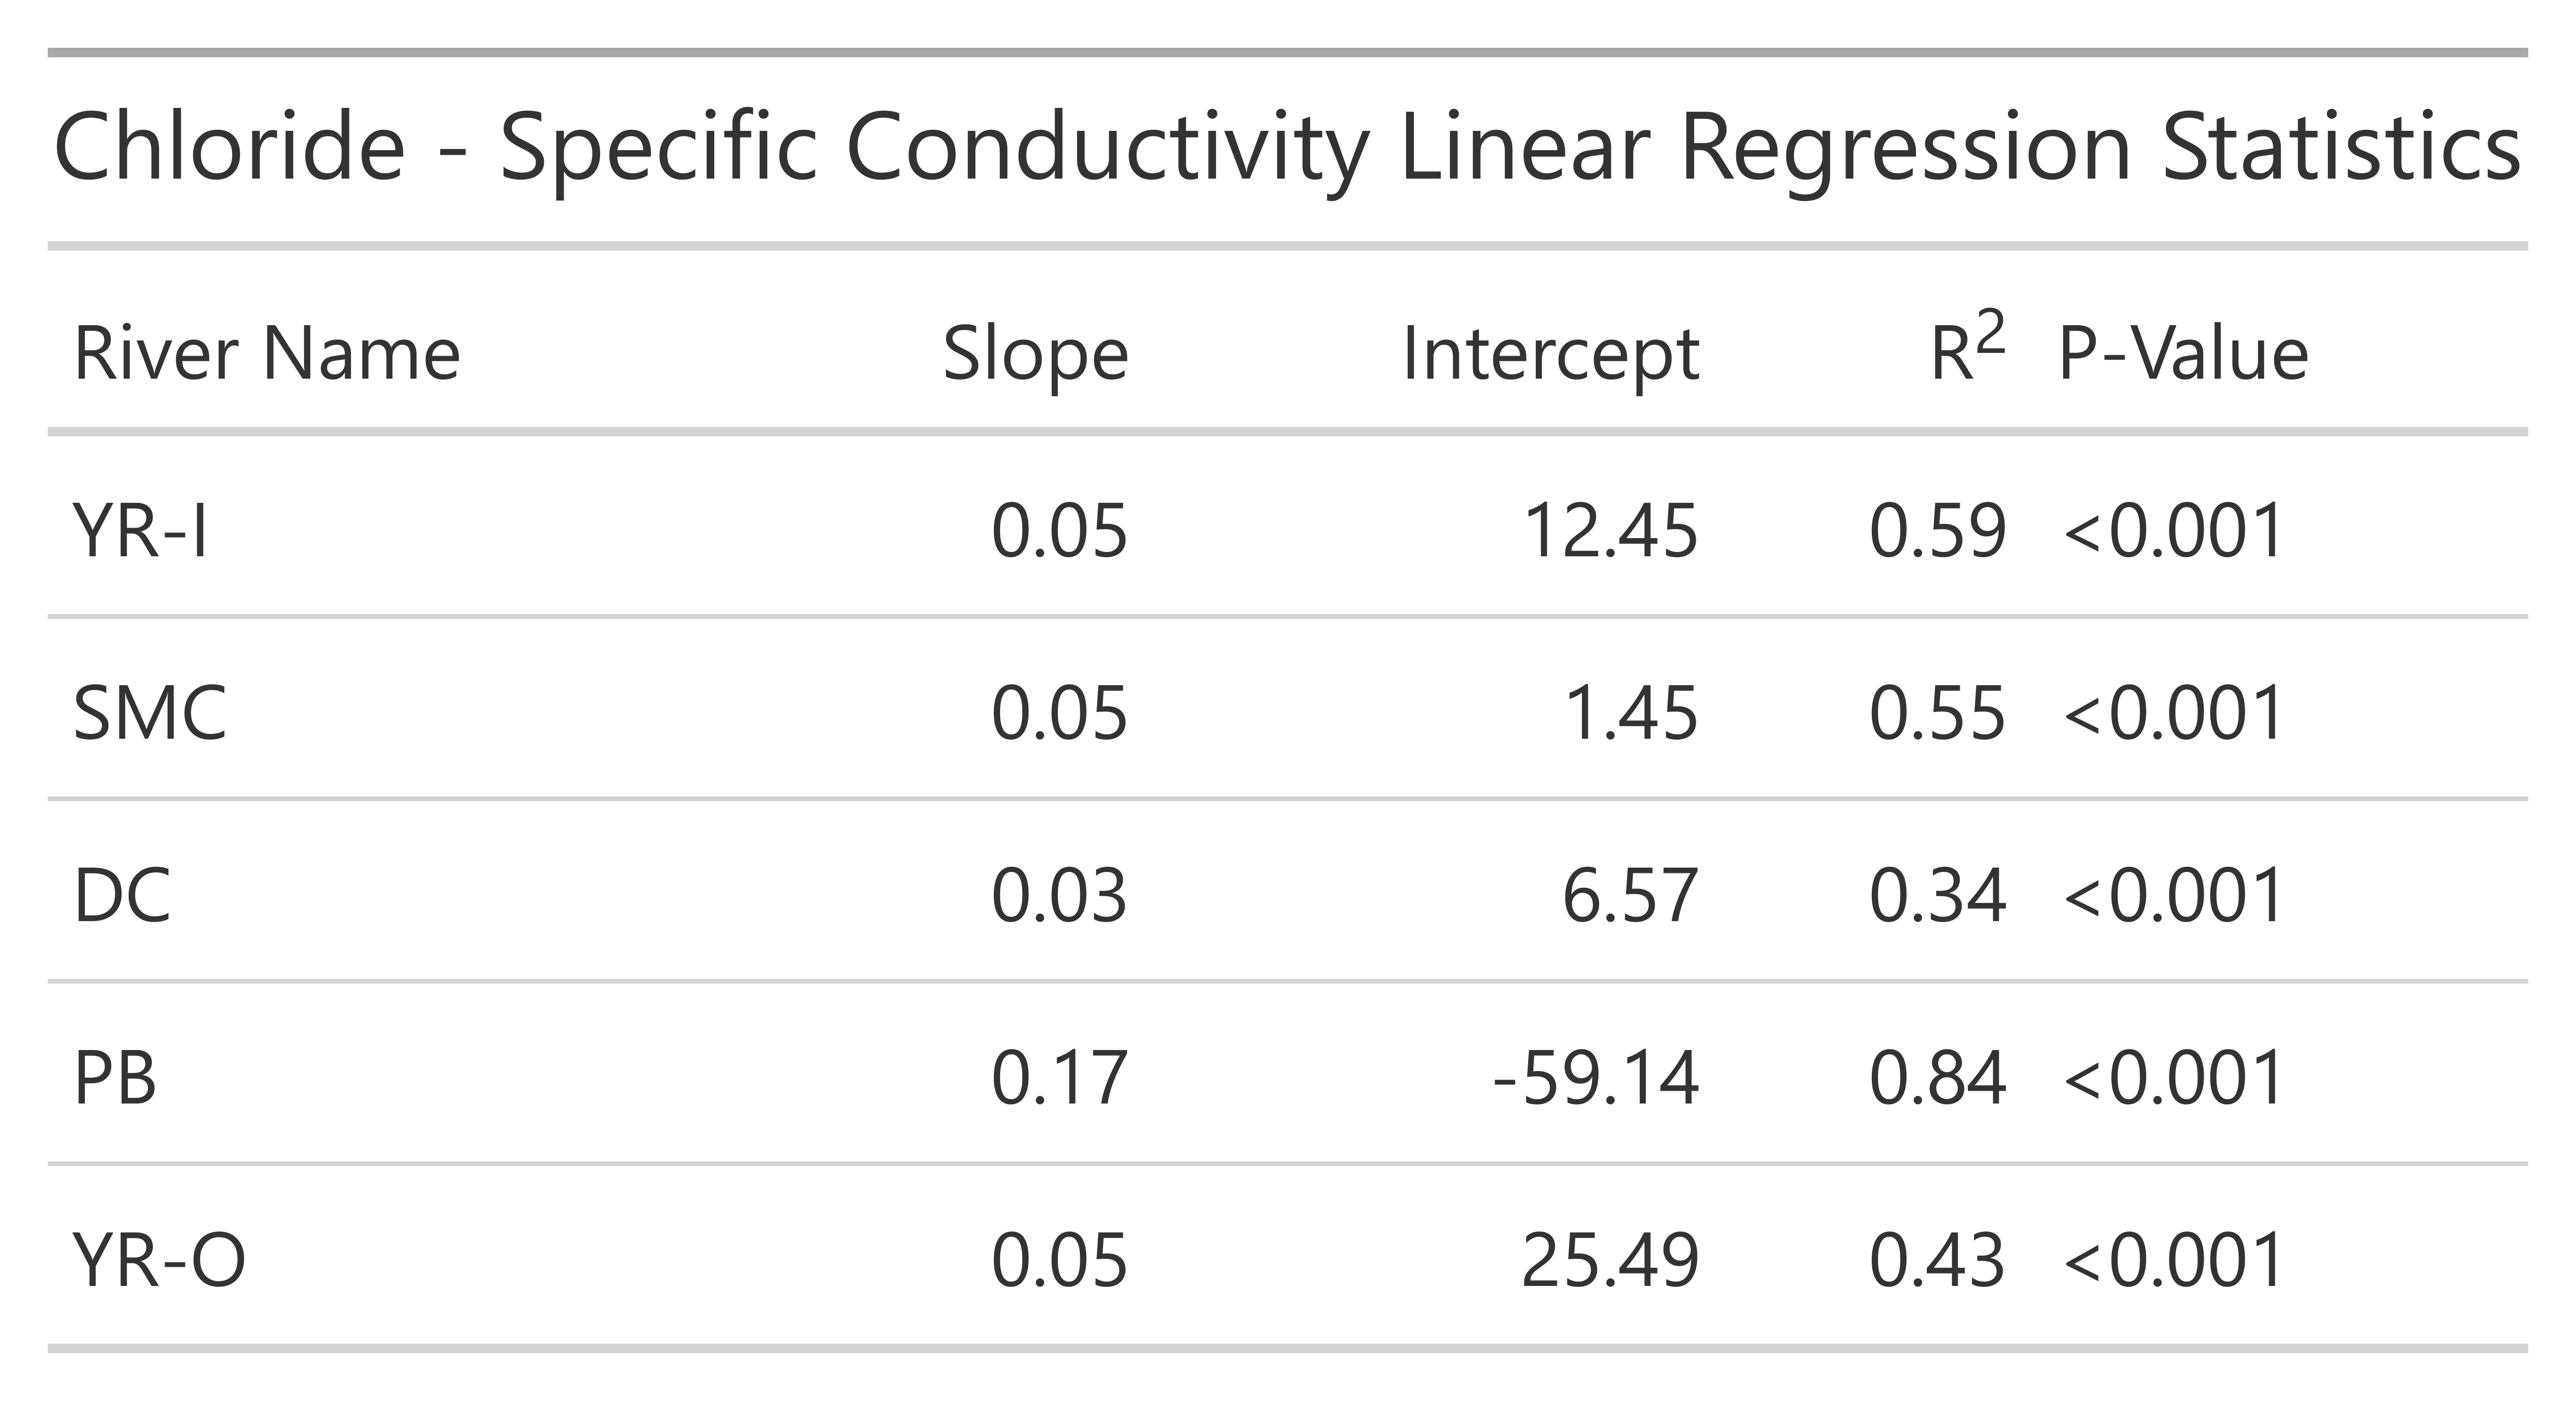 Chloride - Specific Conductivity Linear Regression Statistics
River Name Slope Intercept R² P-Value
YR-I 0.05 12.45 0.59 <0.001
SMC 0.05 1.45 0.55 <0.001
DC 0.03 6.57 0.34 <0.001
PB 0.17 -59.14 0.84 <0.001
YR-O 0.05 25.49 0.43 <0.001